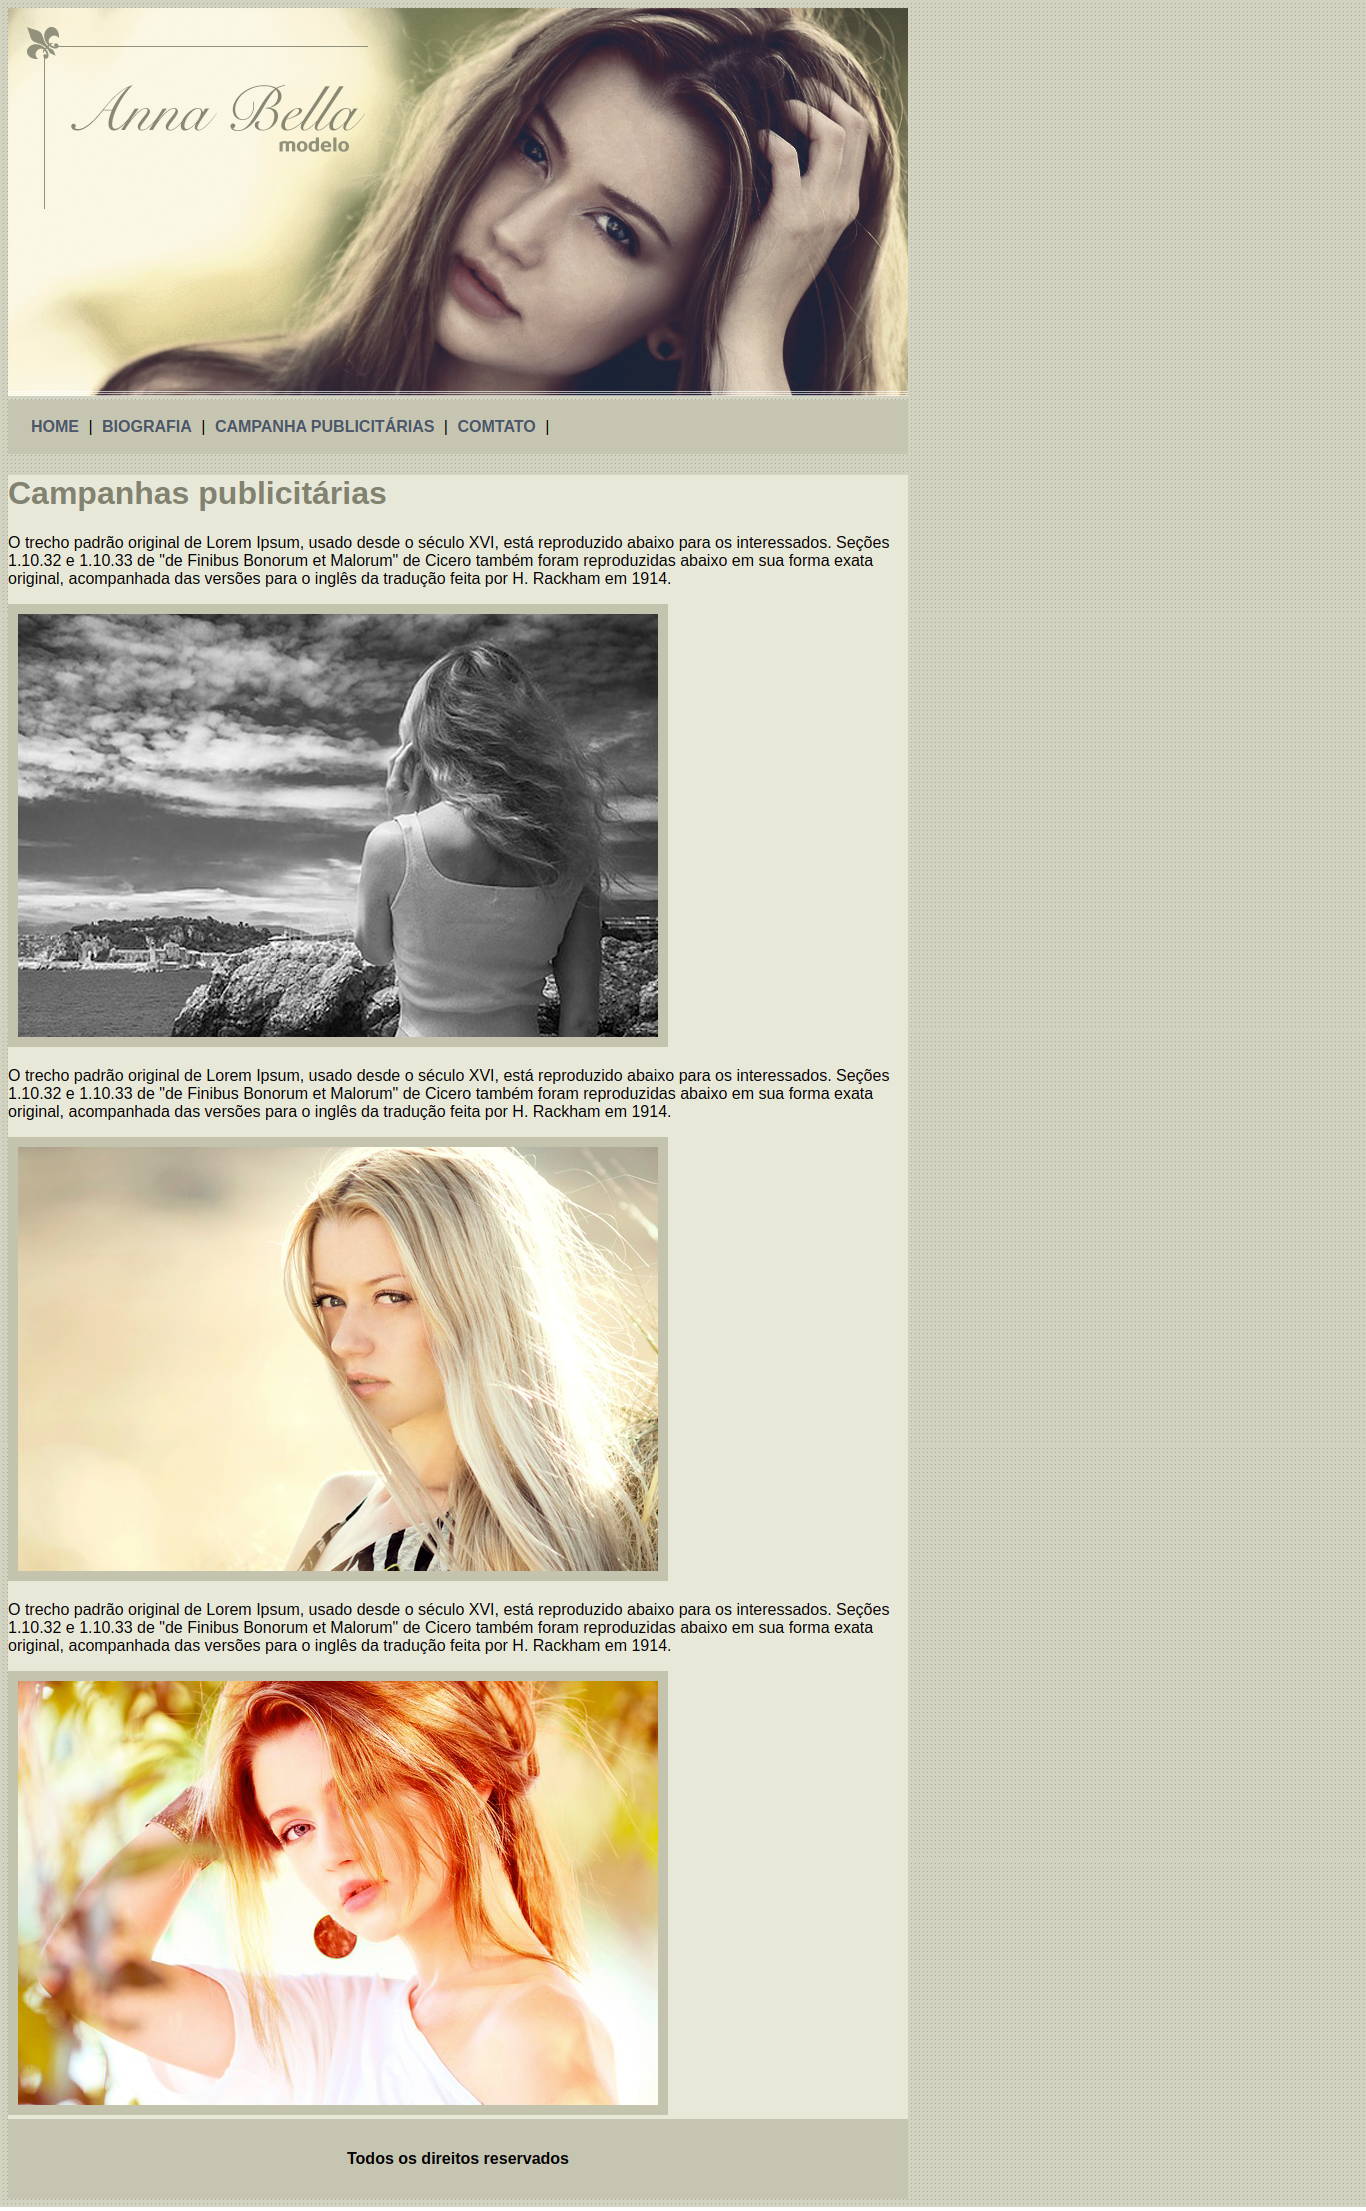 Anna Bella
modelo
HOME | BIOGRAFIA | CAMPANHA PUBLICITÁRIAS | COMTATO |
Campanhas publicitárias
O trecho padrão original de Lorem Ipsum, usado desde o século XVI, está reproduzido abaixo para os interessados. Seções
1.10.32 e 1.10.33 de "de Finibus Bonorum et Malorum" de Cicero também foram reproduzidas abaixo em sua forma exata
original, acompanhada das versões para o inglês da tradução feita por H. Rackham em 1914.
O trecho padrão original de Lorem Ipsum, usado desde o século XVI, está reproduzido abaixo para os interessados. Seções
1.10.32 e 1.10.33 de "de Finibus Bonorum et Malorum" de Cicero também foram reproduzidas abaixo em sua forma exata
original, acompanhada das versões para o inglês da tradução feita por H. Rackham em 1914.
O trecho padrão original de Lorem Ipsum, usado desde o século XVI, está reproduzido abaixo para os interessados. Seções
1.10.32 e 1.10.33 de "de Finibus Bonorum et Malorum" de Cicero também foram reproduzidas abaixo em sua forma exata
original, acompanhada das versões para o inglês da tradução feita por H. Rackham em 1914.
Todos os direitos reservados